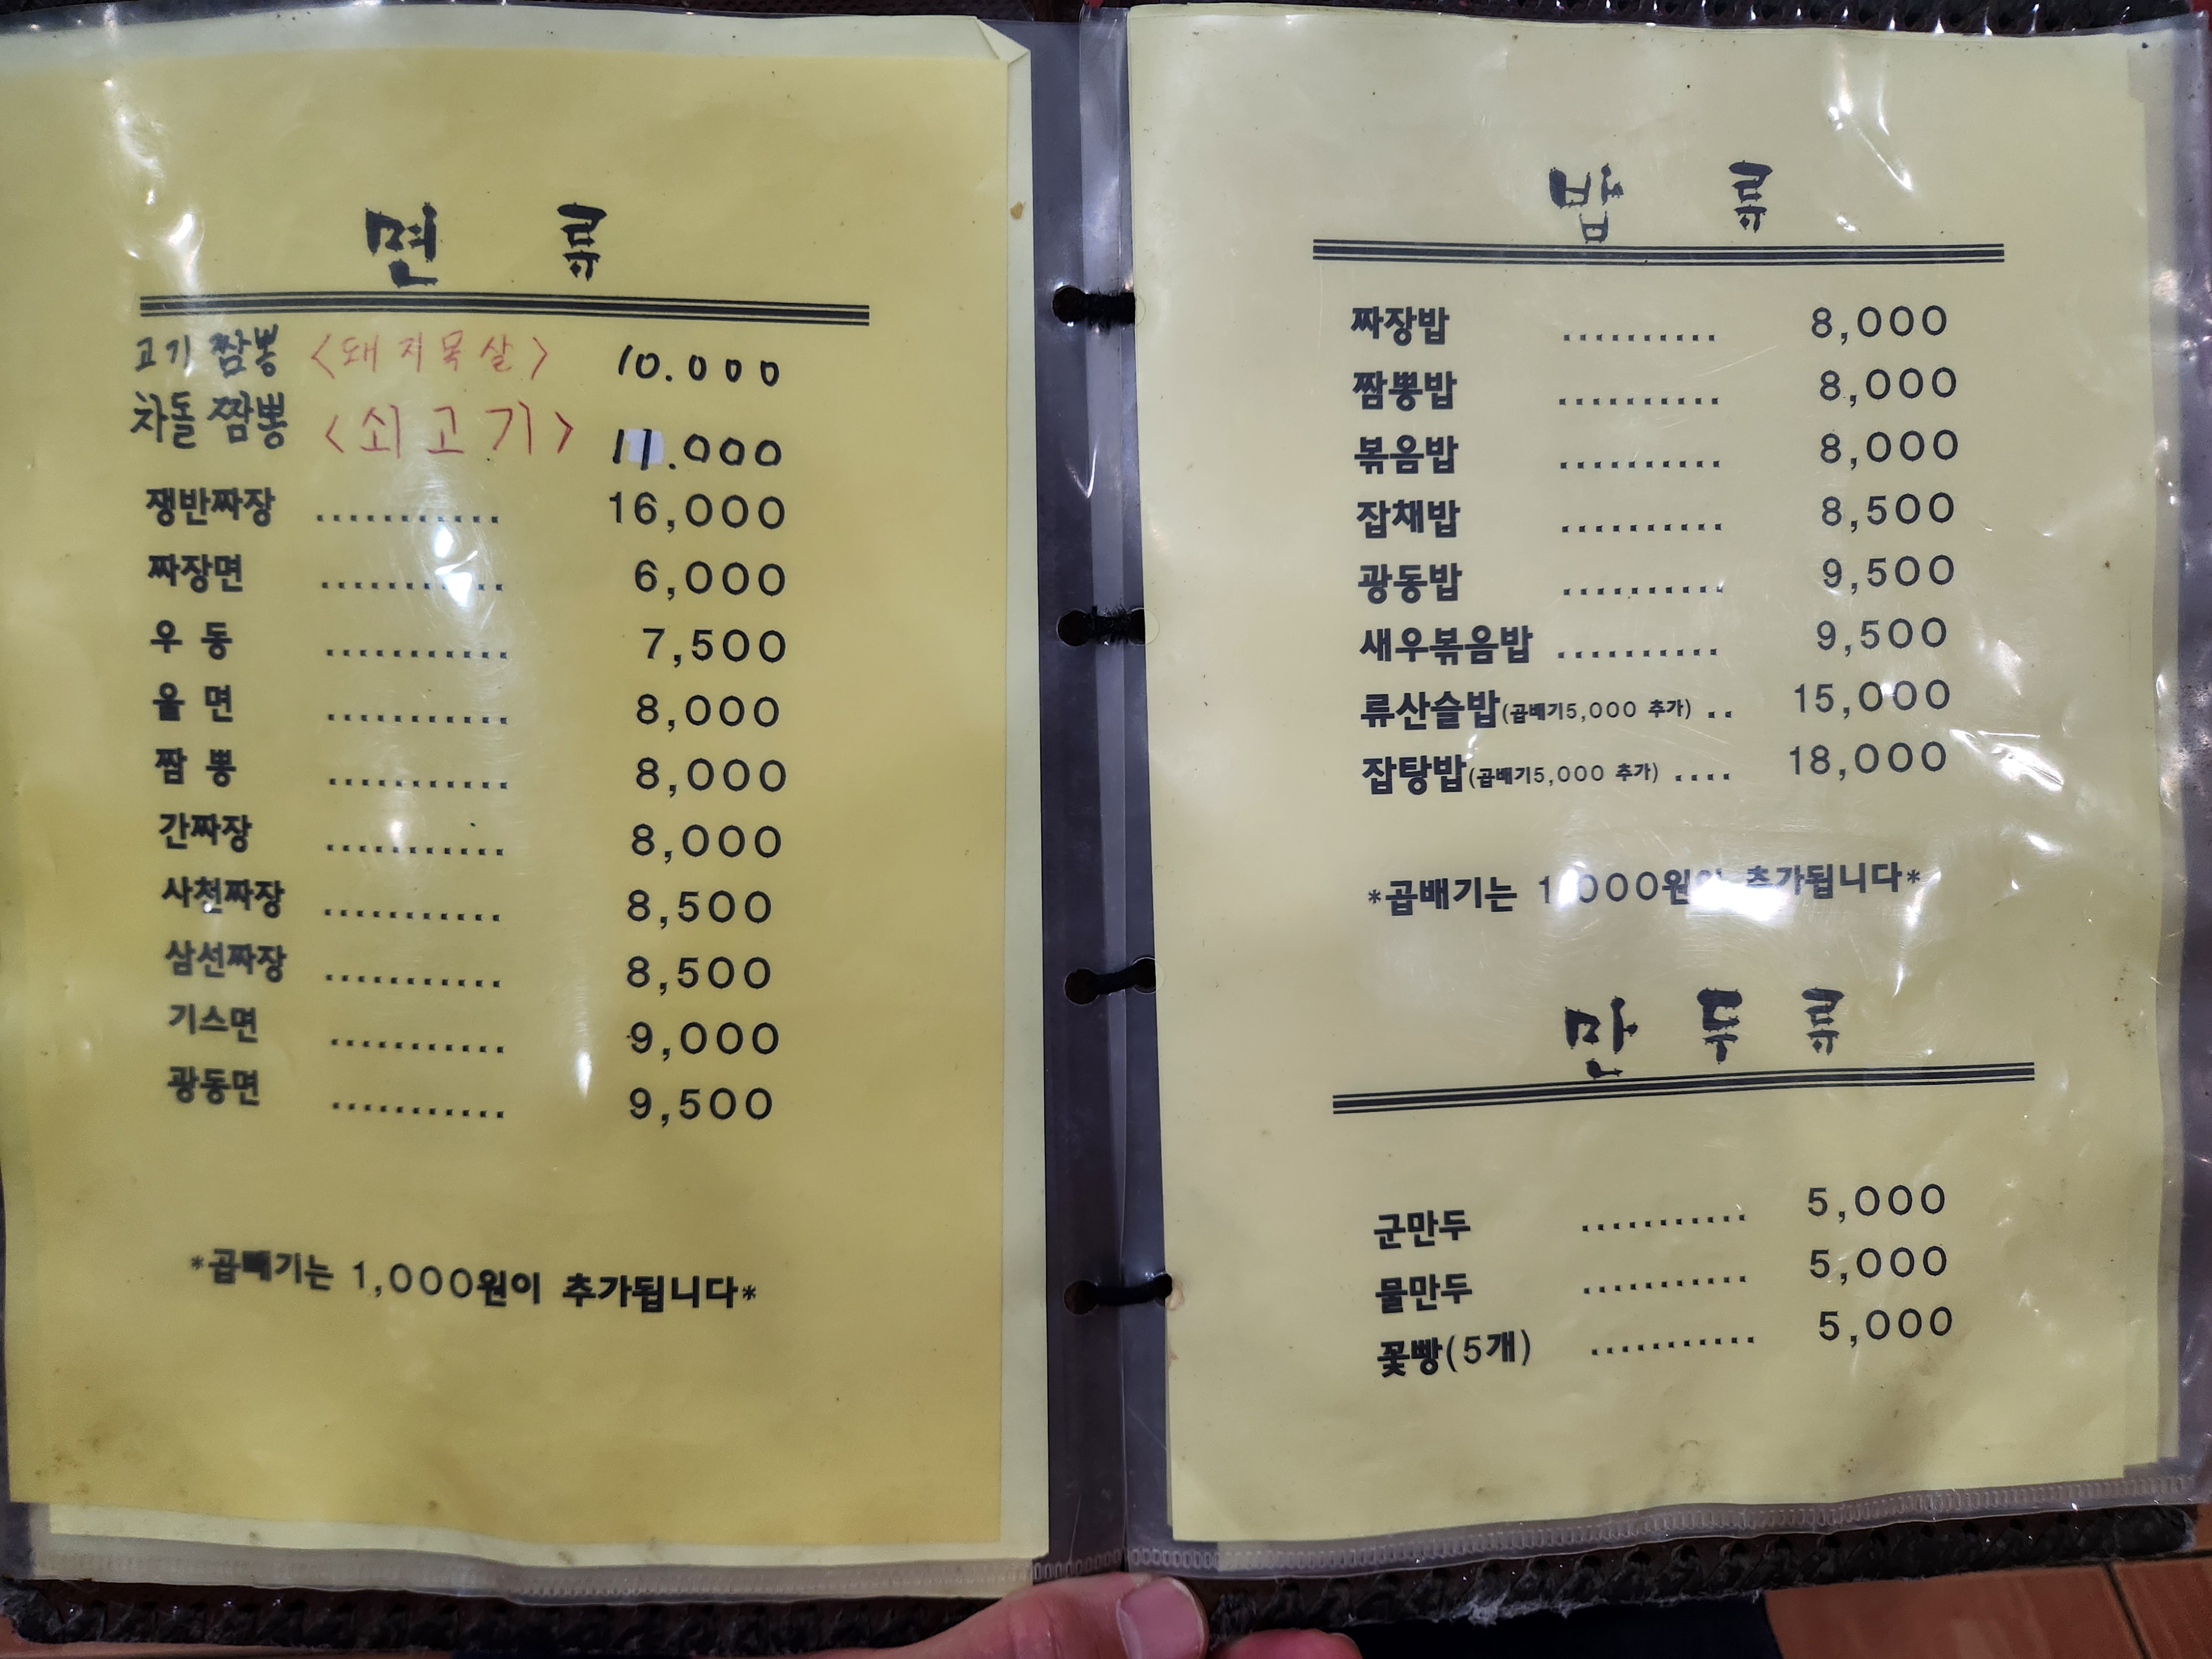 면 류
고기 짬뽕 <돼지목살> 10.000
차돌 짬뽕 <쇠고기> 11.000
쟁반짜장 ........... 16,000
짜장면 ............. 6,000
우 동 ............. 7,500
울 면 ............. 8,000
짬 뽕 ............. 8,000
간짜장 ............. 8,000
사천짜장 ............. 8,500
삼선짜장 ............. 8,500
기스면 ............. 9,000
광동면 ............. 9,500
*곱빼기는 1,000원이 추가됩니다*
밥 류
짜장밥 ........... 8,000
짬뽕밥 ........... 8,000
볶음밥 ........... 8,000
잡채밥 ........... 8,500
광동밥 ........... 9,500
새우볶음밥 ........... 9,500
류산슬밥(곱배기5,000 추가) .. 15,000
잡탕밥(곱배기5,000 추가) .... 18,000
*곱배기는 1,000원이 추가됩니다*
만 두 류
군만두 ............ 5,000
물만두 ............ 5,000
꽃빵(5개) ............ 5,000